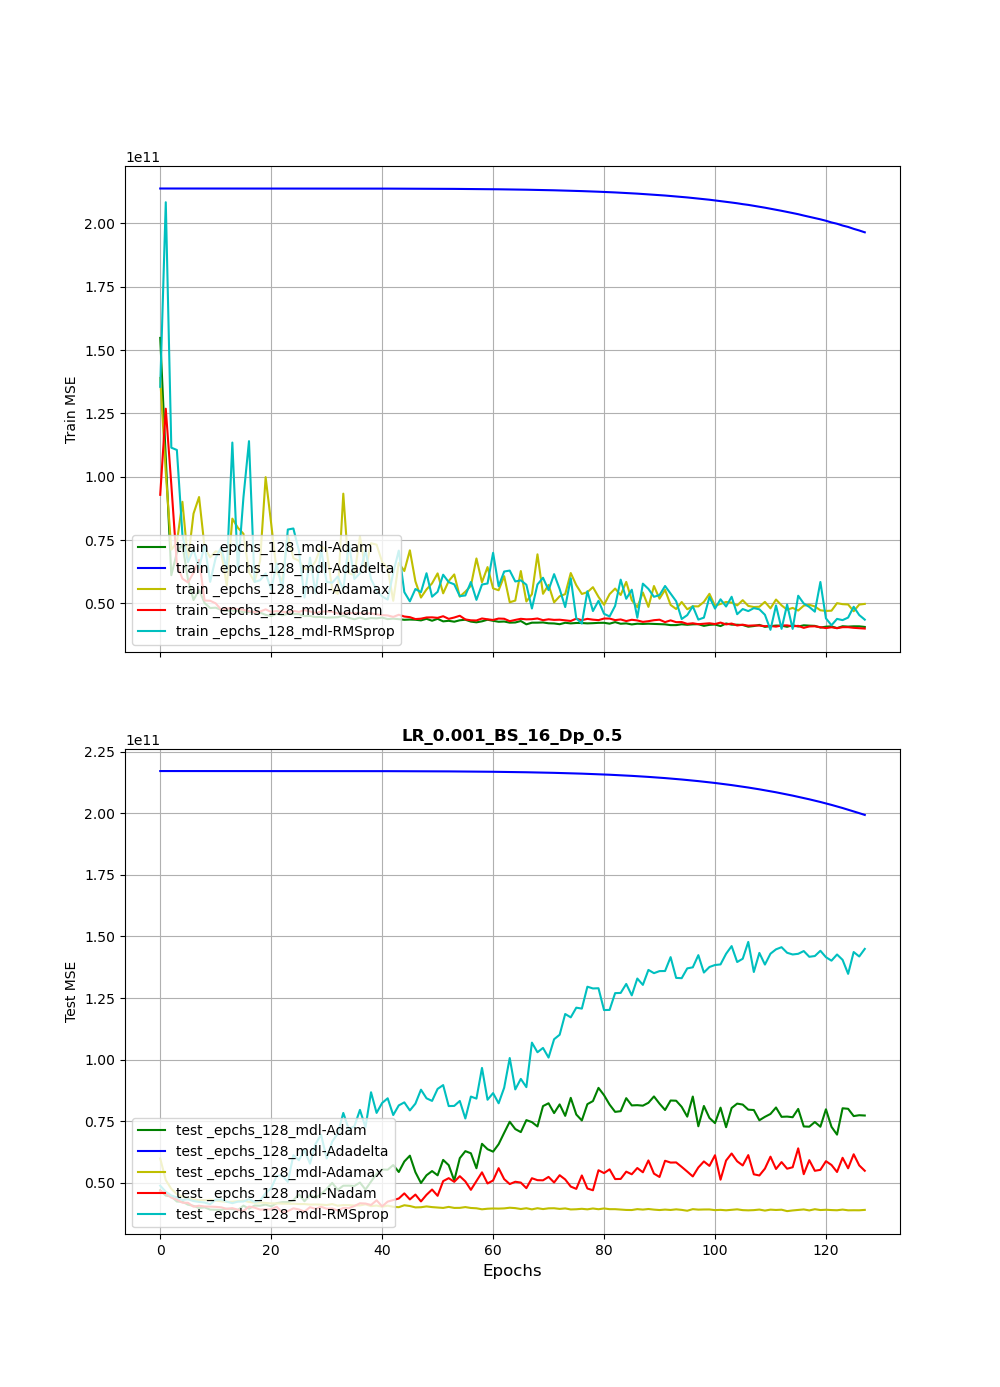 1e11
2.00
1.75
1.50
1.25
1.00
0.75
0.50
Train MSE
train _epchs_128_mdl-Adam
train _epchs_128_mdl-Adadelta
train _epchs_128_mdl-Adamax
train _epchs_128_mdl-Nadam
train _epchs_128_mdl-RMSprop
LR_0.001_BS_16_Dp_0.5
1e11
2.25
2.00
1.75
1.50
1.25
1.00
0.75
0.50
Test MSE
test _epchs_128_mdl-Adam
test _epchs_128_mdl-Adadelta
test _epchs_128_mdl-Adamax
test _epchs_128_mdl-Nadam
test _epchs_128_mdl-RMSprop
0 20 40 60 80 100 120
Epochs